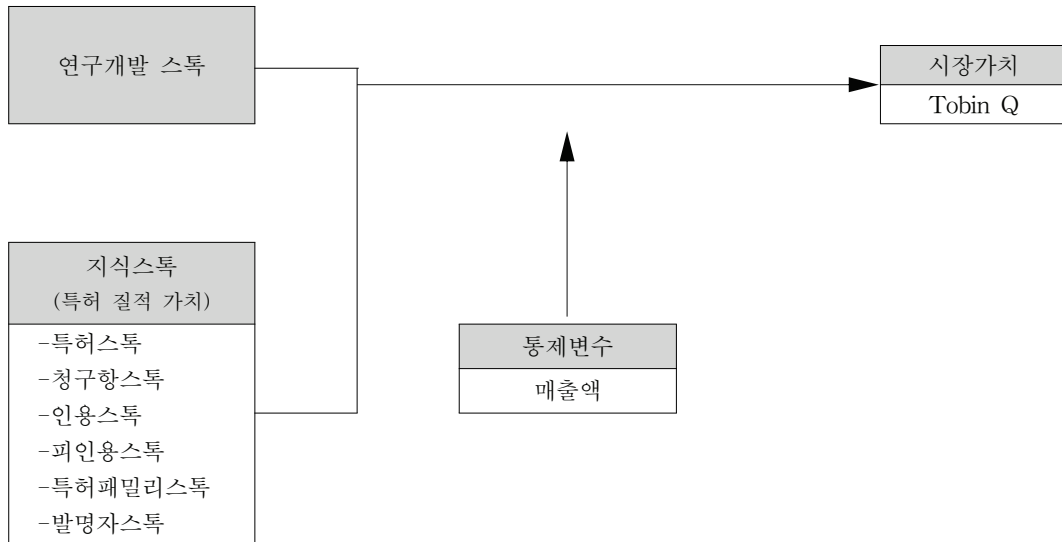 연구개발 스톡
시장가치
Tobin Q
지식스톡
(특허 질적 가치)
-특허스톡
-청구항스톡
-인용스톡
-피인용스톡
-특허패밀리스톡
-발명자스톡
통제변수
매출액